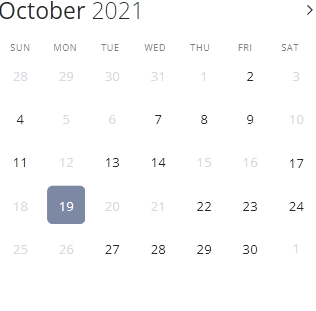 October 2021
SUN MON TUE WED THU FRI SAT
28 29 30 31 1 2 3
4 5 6 7 8 9 10
11 12 13 14 15 16 17
18 19 20 21 22 23 24
25 26 27 28 29 30 1